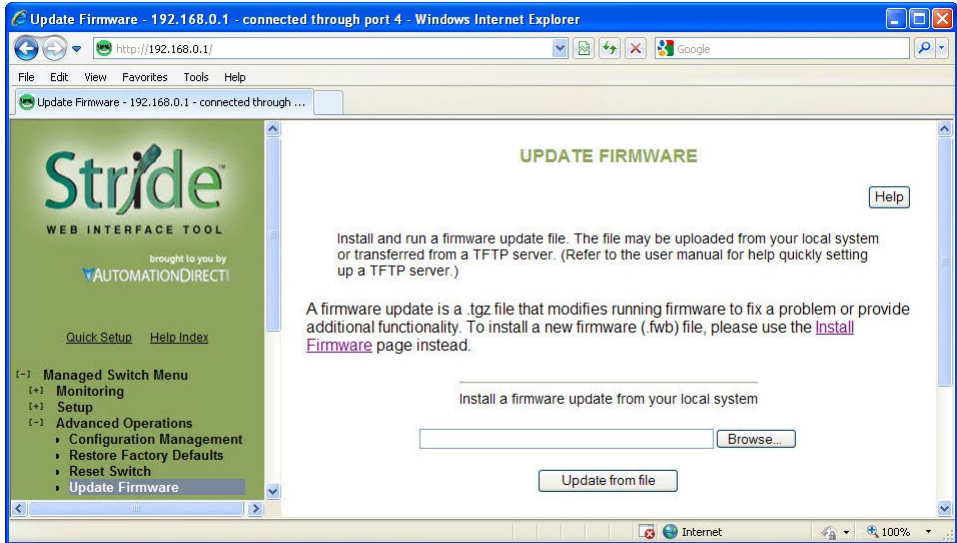 Update Firmware - 192.168.0.1 - connected through port 4 - Windows Internet Explorer
http://192.168.0.1/
Google
File Edit View Favorites Tools Help
Update Firmware - 192.168.0.1 - connected through ...
Stride
WEB INTERFACE TOOL
brought to you by
AUTOMATIONDIRECT
Quick Setup Help Index
[-] Managed Switch Menu
[+] Monitoring
[+] Setup
[-] Advanced Operations
Configuration Management
Restore Factory Defaults
Reset Switch
Update Firmware
UPDATE FIRMWARE
Help
Install and run a firmware update file. The file may be uploaded from your local system
or transferred from a TFTP server. (Refer to the user manual for help quickly setting
up a TFTP server.)
A firmware update is a .tgz file that modifies running firmware to fix a problem or provide
additional functionality. To install a new firmware (.fwb) file, please use the Install
Firmware page instead.
Install a firmware update from your local system
Browse...
Update from file
Internet
100%